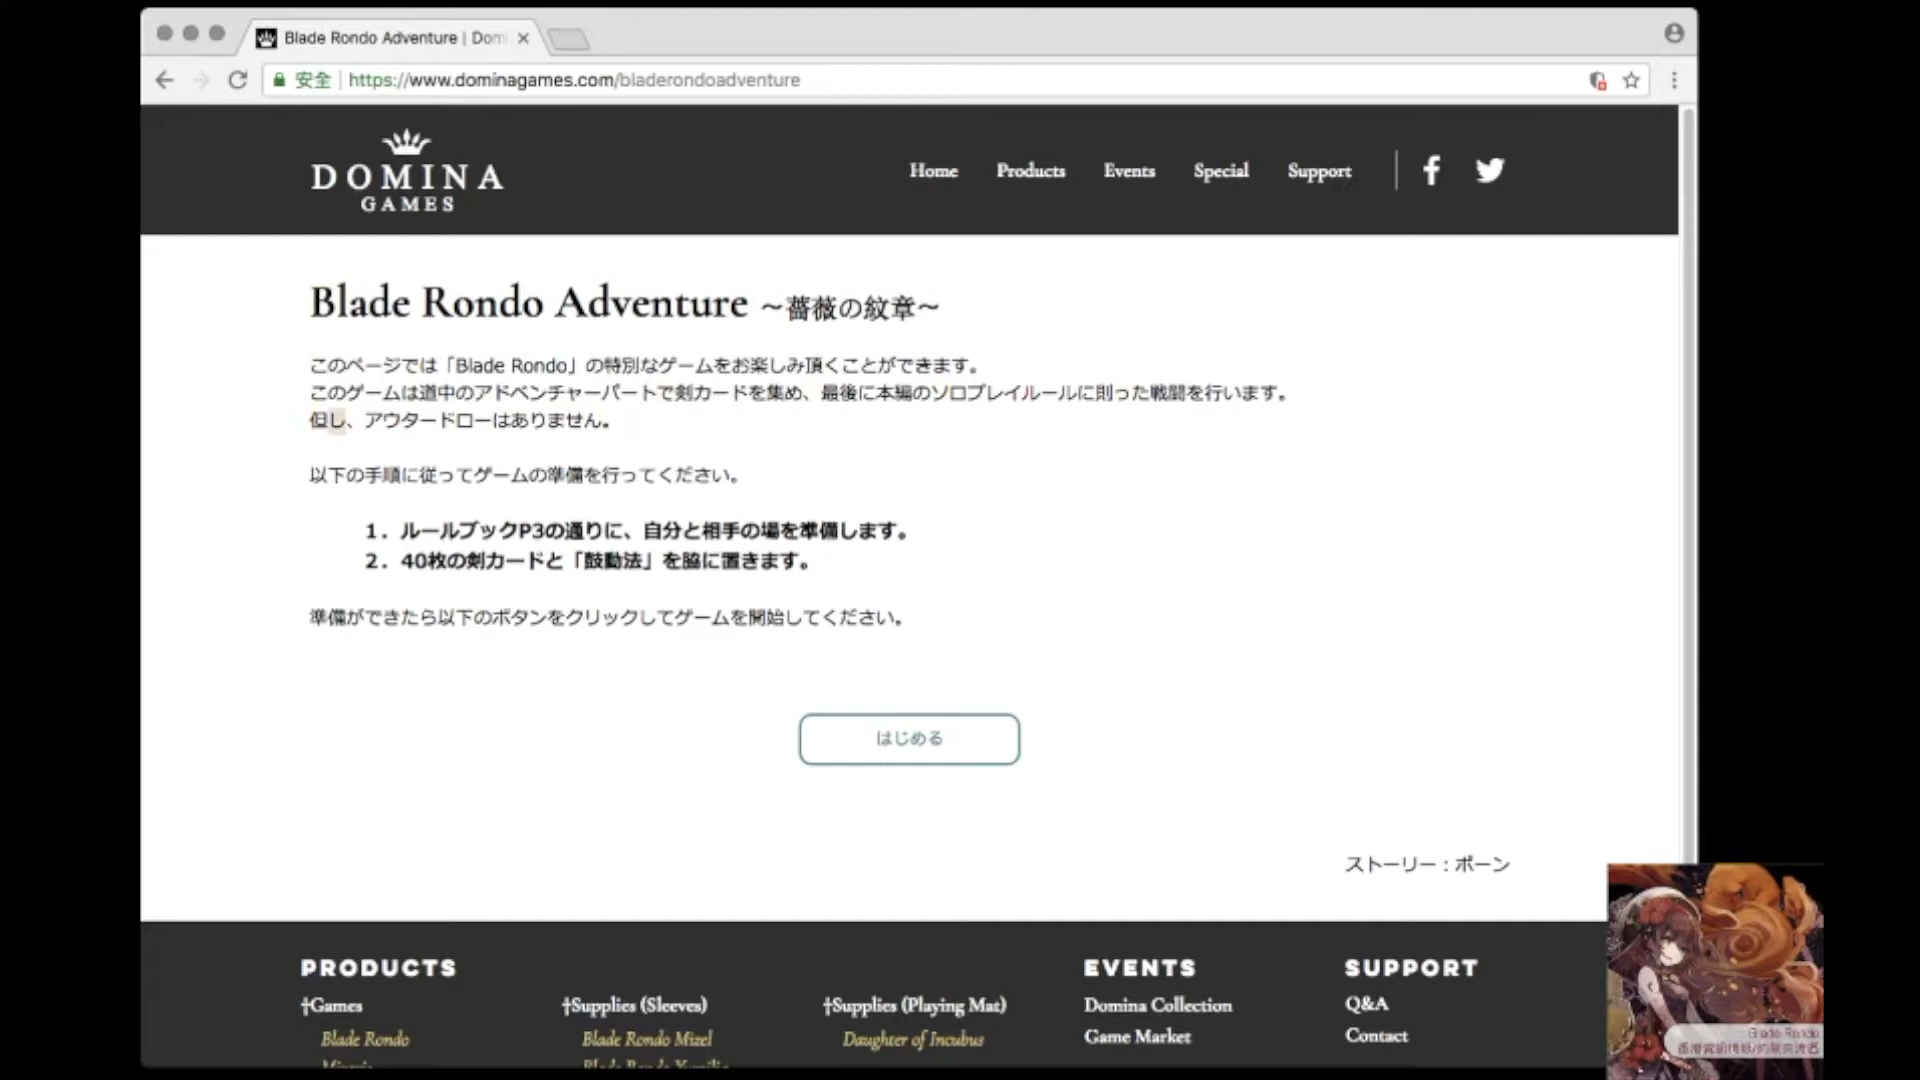 Blade Rondo Adventure | Dom
安全 | https://www.dominagames.com/bladerondoadventure
DOMINA
GAMES
Home Products Events Special Support
Blade Rondo Adventure ～薔薇の紋章～
このページでは「Blade Rondo」の特別なゲームをお楽しみ頂くことができます。
このゲームは道中のアドベンチャーパートで剣カードを集め、最後に本編のソロプレイルールに則った戦闘を行います。
但し、アウタードローはありません。
以下の手順に従ってゲームの準備を行ってください。
1. ルールブックP3の通りに、自分と相手の場を準備します。
2. 40枚の剣カードと「鼓動法」を脇に置きます。
準備ができたら以下のボタンをクリックしてゲームを開始してください。
はじめる
ストーリー：ボーン
PRODUCTS EVENTS SUPPORT
†Games †Supplies (Sleeves) †Supplies (Playing Mat) Domina Collection Q&A
Blade Rondo Blade Rondo Mizel Daughter of Incubus Game Market Contact
Blade Rondo